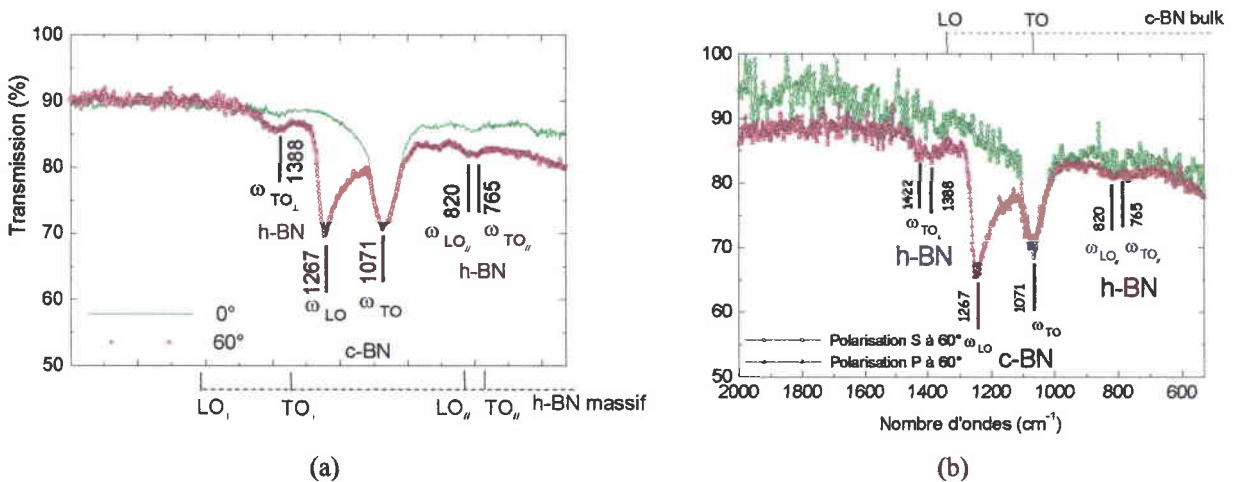 Transmission (%)
100
90
80
70
60
50
1388
ω TO⊥
h-BN
1267
ω LO
1071
ω TO
c-BN
820
ω LO//
765
ω TO//
h-BN
0°
60°
LO⊥
TO⊥
LO//
TO//
h-BN massif
(a)
(b)
LO
TO
c-BN bulk
100
90
80
70
60
50
1422
1388
ω TO⊥
h-BN
1267
ω LO
1071
ω TO
c-BN
820
ω LO//
765
ω TO//
h-BN
Polarisation S à 60°
Polarisation P à 60°
2000
1800
1600
1400
1200
1000
800
600
Nombre d'ondes (cm⁻¹)
(b)